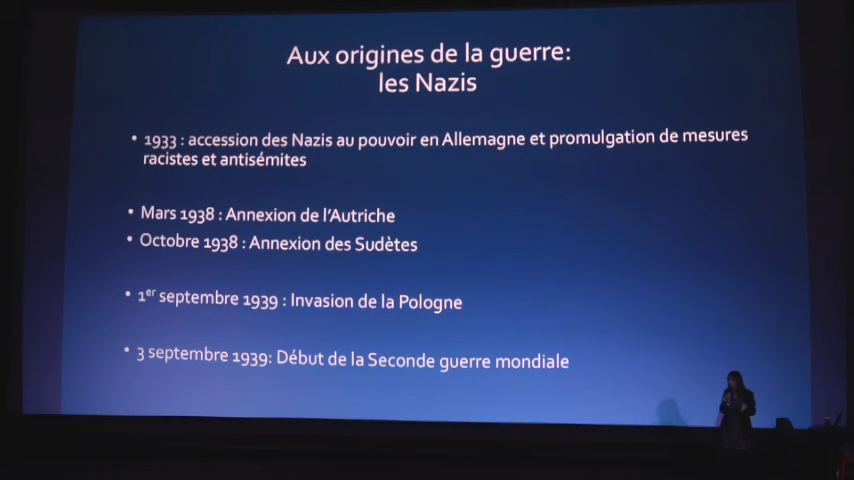 Aux origines de la guerre:
les Nazis
• 1933 : accession des Nazis au pouvoir en Allemagne et promulgation de mesures
racistes et antisémites
• Mars 1938 : Annexion de l'Autriche
• Octobre 1938 : Annexion des Sudètes
• 1er septembre 1939 : Invasion de la Pologne
• 3 septembre 1939: Début de la Seconde guerre mondiale